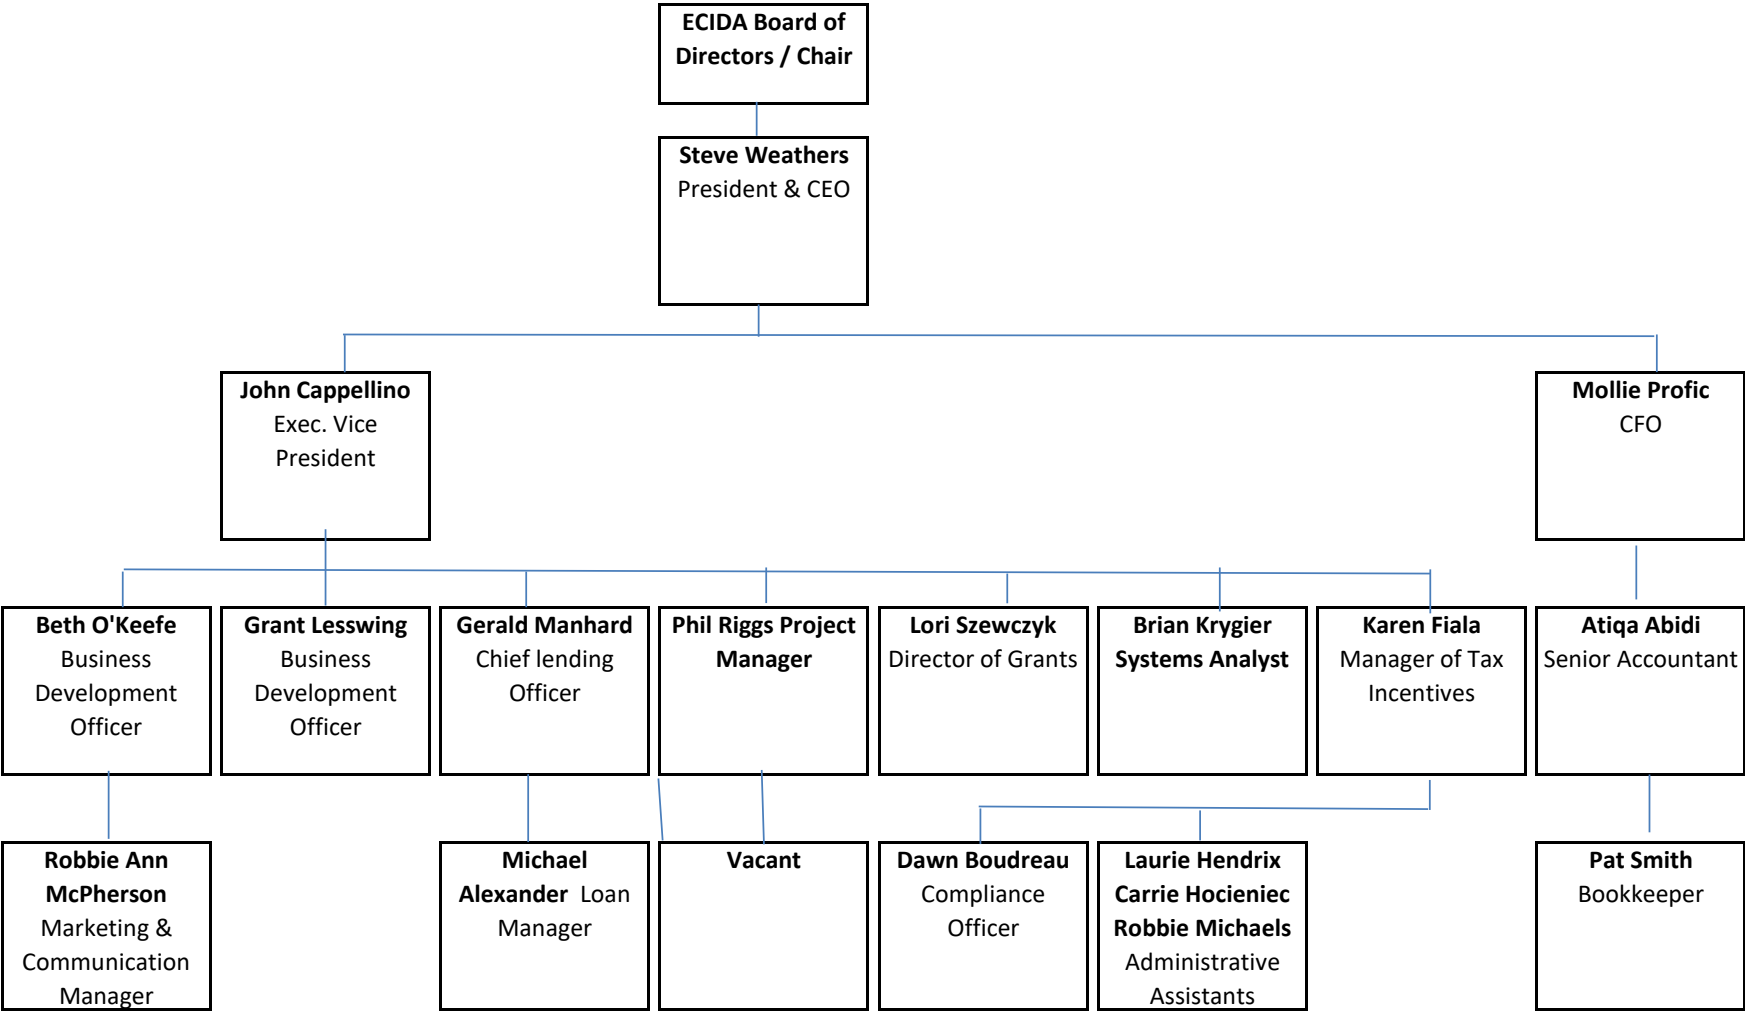 ECIDA Board of
Directors / Chair
Steve Weathers
President & CEO
John Cappellino
Exec. Vice
President
Mollie Profic
CFO
Beth O'Keefe
Business
Development
Officer
Grant Lesswing
Business
Development
Officer
Gerald Manhard
Chief lending
Officer
Phil Riggs Project
Manager
Lori Szewczyk
Director of Grants
Brian Krygier
Systems Analyst
Karen Fiala
Manager of Tax
Incentives
Atiqa Abidi
Senior Accountant
Robbie Ann
McPherson
Marketing &
Communication
Manager
Michael
Alexander  Loan
Manager
Vacant
Dawn Boudreau
Compliance
Officer
Laurie Hendrix
Carrie Hocieniec
Robbie Michaels
Administrative
Assistants
Pat Smith
Bookkeeper